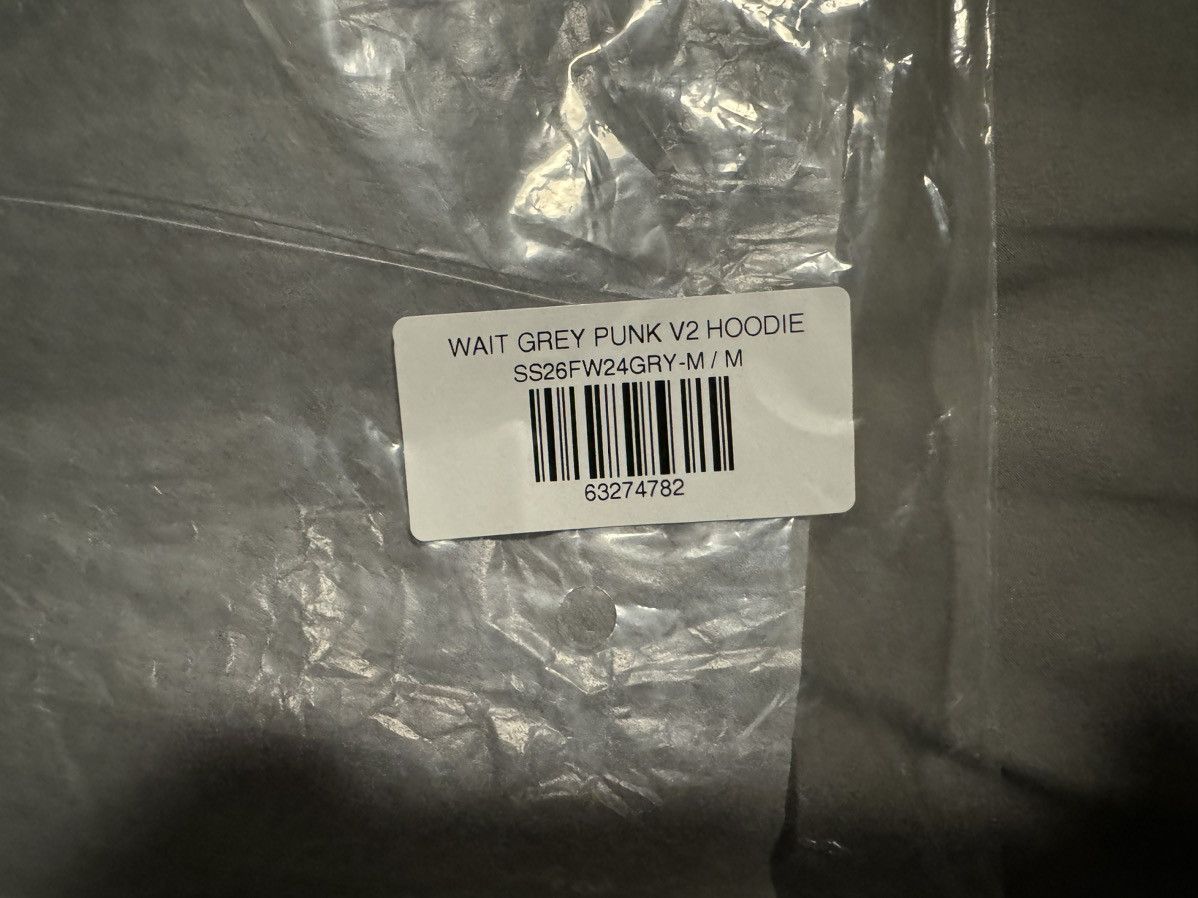 WAIT GREY PUNK V2 HOODIE
SS26FW24GRY-M / M
63274782